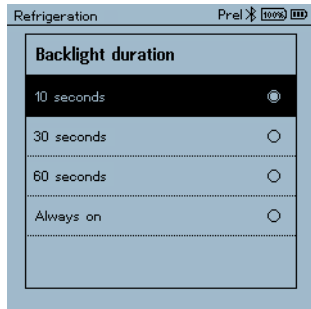 Refrigeration Prel 100%
Backlight duration
10 seconds
30 seconds
60 seconds
Always on